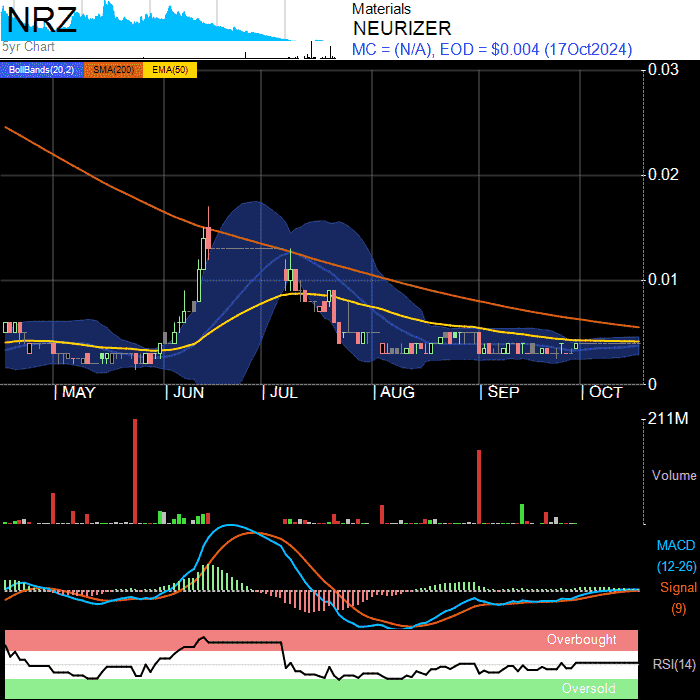 NRZ
5yr Chart
Materials
NEURIZER
MC = (N/A), EOD = $0.004 (17Oct2024)
BollBands(20,2) SMA(200) EMA(50)
0.03
0.02
0.01
0
MAY JUN JUL AUG SEP OCT
211M
Volume
MACD
(12-26)
Signal
(9)
Overbought
RSI(14)
Oversold